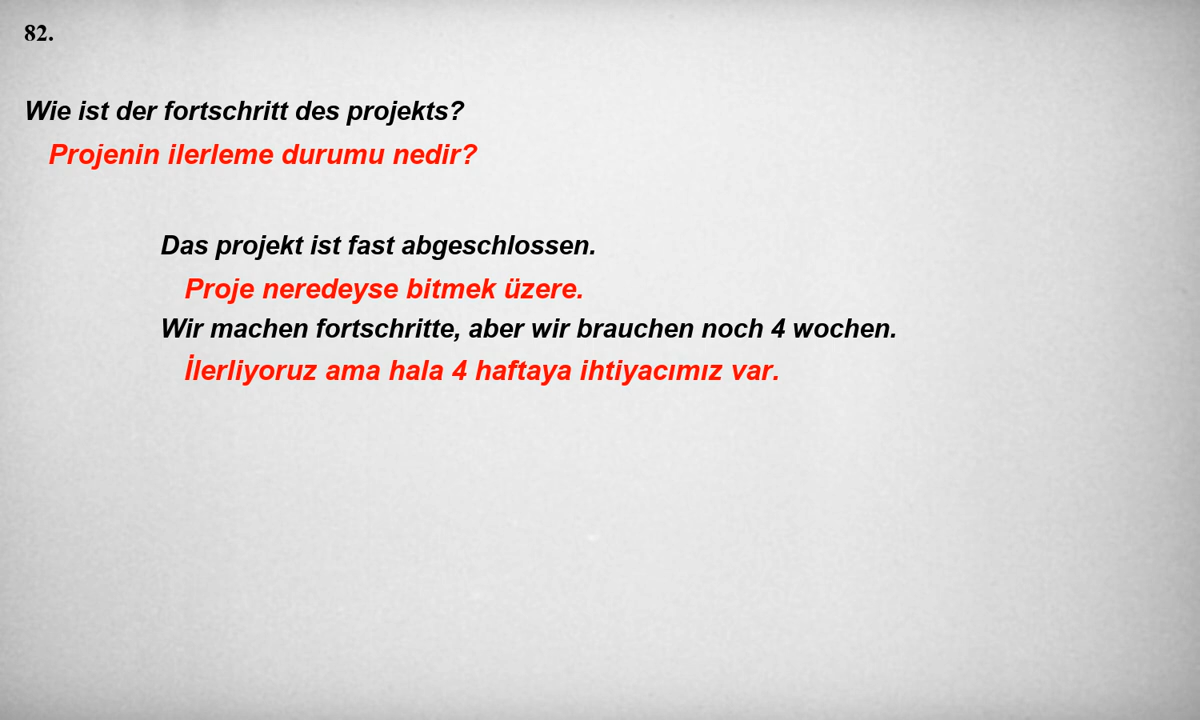 82.
Wie ist der fortschritt des projekts?
Projenin ilerleme durumu nedir?
Das projekt ist fast abgeschlossen.
Proje neredeyse bitmek üzere.
Wir machen fortschritte, aber wir brauchen noch 4 wochen.
İlerliyoruz ama hala 4 haftaya ihtiyacımız var.